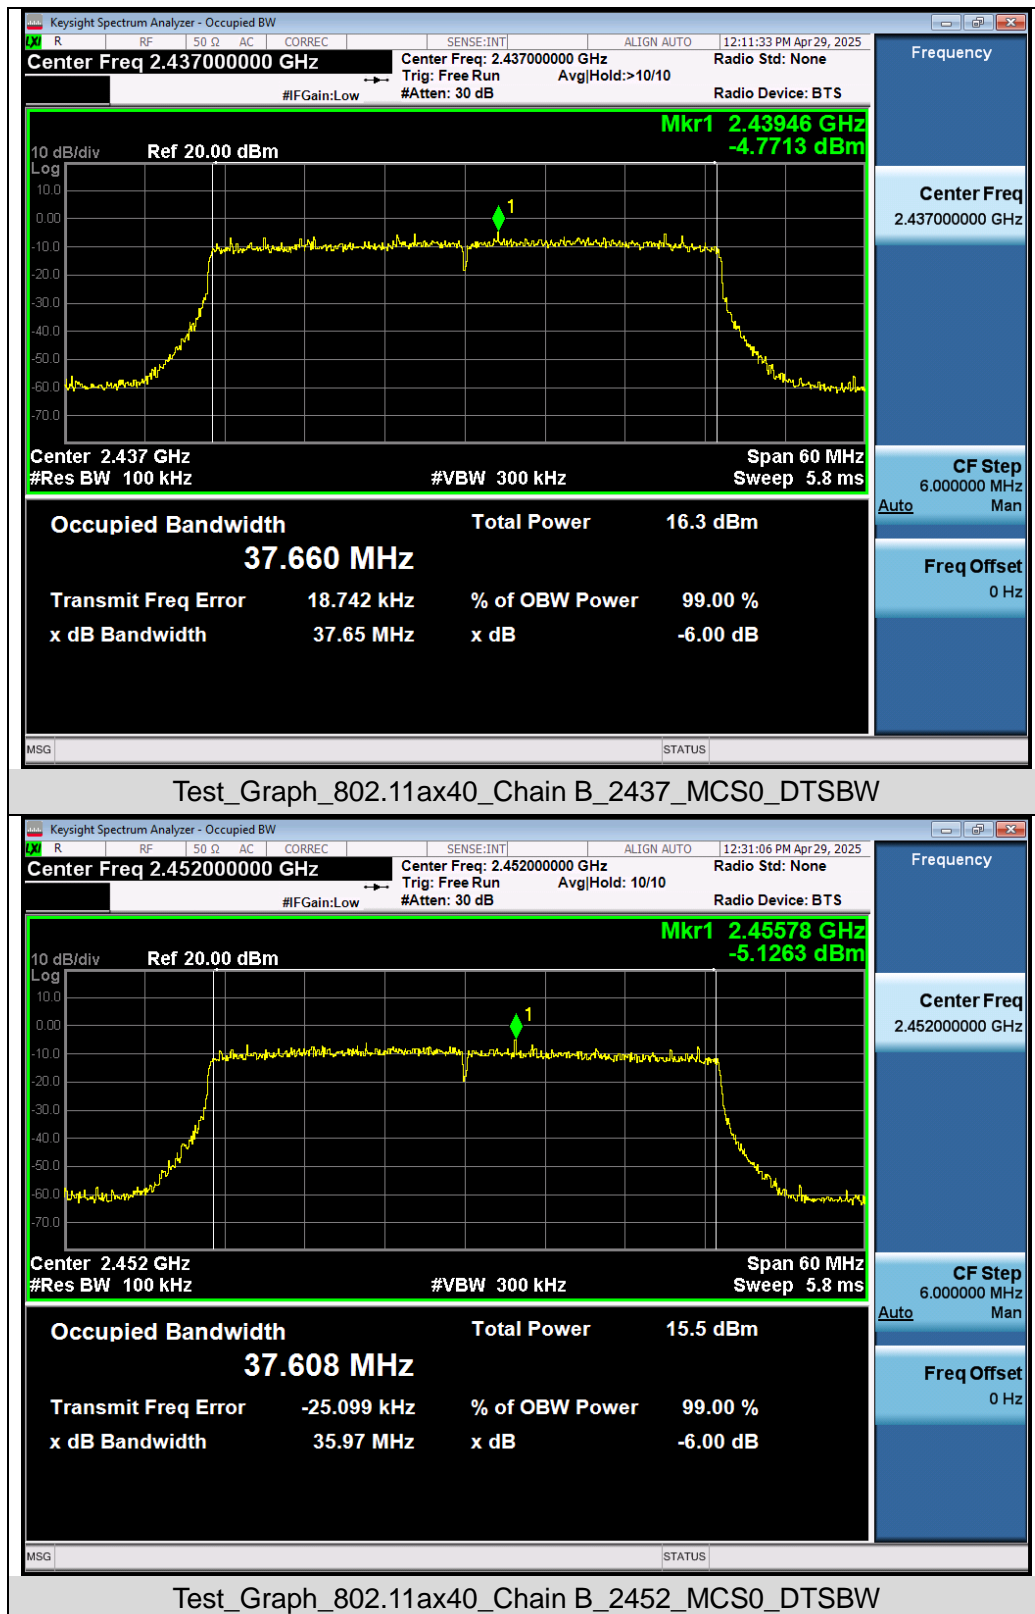 Keysight Spectrum Analyzer - Occupied BW
LXI R RF 50 Ω AC CORREC SENSE:INT ALIGN AUTO 12:11:33 PM Apr 29, 2025
Center Freq 2.437000000 GHz
Center Freq: 2.437000000 GHz
Radio Std: None
Trig: Free Run Avg|Hold:>10/10
#IFGain:Low
#Atten: 30 dB
Radio Device: BTS
Frequency
Mkr1 2.43946 GHz
-4.7713 dBm
10 dB/div Ref 20.00 dBm
Log
10.0
0.00
-10.0
-20.0
-30.0
-40.0
-50.0
-60.0
-70.0
1
Center 2.437 GHz
Span 60 MHz
#Res BW 100 kHz
#VBW 300 kHz
Sweep 5.8 ms
Center Freq
2.437000000 GHz
CF Step
6.000000 MHz
Auto Man
Freq Offset
0 Hz
Occupied Bandwidth
Total Power 16.3 dBm
37.660 MHz
Transmit Freq Error 18.742 kHz % of OBW Power 99.00 %
x dB Bandwidth 37.65 MHz x dB -6.00 dB
MSG STATUS
Test_Graph_802.11ax40_Chain B_2437_MCS0_DTSBW
Keysight Spectrum Analyzer - Occupied BW
LXI R RF 50 Ω AC CORREC SENSE:INT ALIGN AUTO 12:31:06 PM Apr 29, 2025
Center Freq 2.452000000 GHz
Center Freq: 2.452000000 GHz
Radio Std: None
Trig: Free Run Avg|Hold: 10/10
#IFGain:Low
#Atten: 30 dB
Radio Device: BTS
Frequency
Mkr1 2.45578 GHz
-5.1263 dBm
10 dB/div Ref 20.00 dBm
Log
10.0
0.00
-10.0
-20.0
-30.0
-40.0
-50.0
-60.0
-70.0
1
Center 2.452 GHz
Span 60 MHz
#Res BW 100 kHz
#VBW 300 kHz
Sweep 5.8 ms
Center Freq
2.452000000 GHz
CF Step
6.000000 MHz
Auto Man
Freq Offset
0 Hz
Occupied Bandwidth
Total Power 15.5 dBm
37.608 MHz
Transmit Freq Error -25.099 kHz % of OBW Power 99.00 %
x dB Bandwidth 35.97 MHz x dB -6.00 dB
MSG STATUS
Test_Graph_802.11ax40_Chain B_2452_MCS0_DTSBW